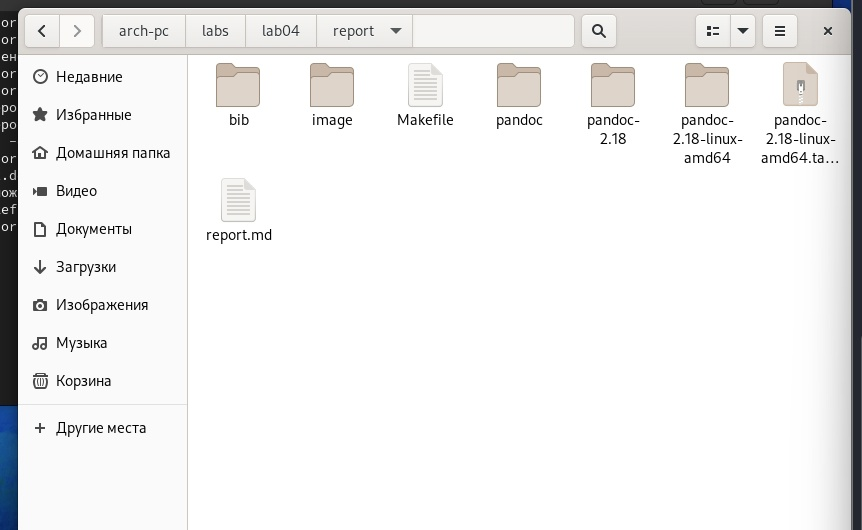 arch-pc labs lab04 report
Недавние
Избранные
Домашняя папка
Видео
Документы
Загрузки
Изображения
Музыка
Корзина
Другие места
bib
image
Makefile
pandoc
pandoc-
2.18
pandoc-
2.18-linux-
amd64
pandoc-
2.18-linux-
amd64.ta…
report.md